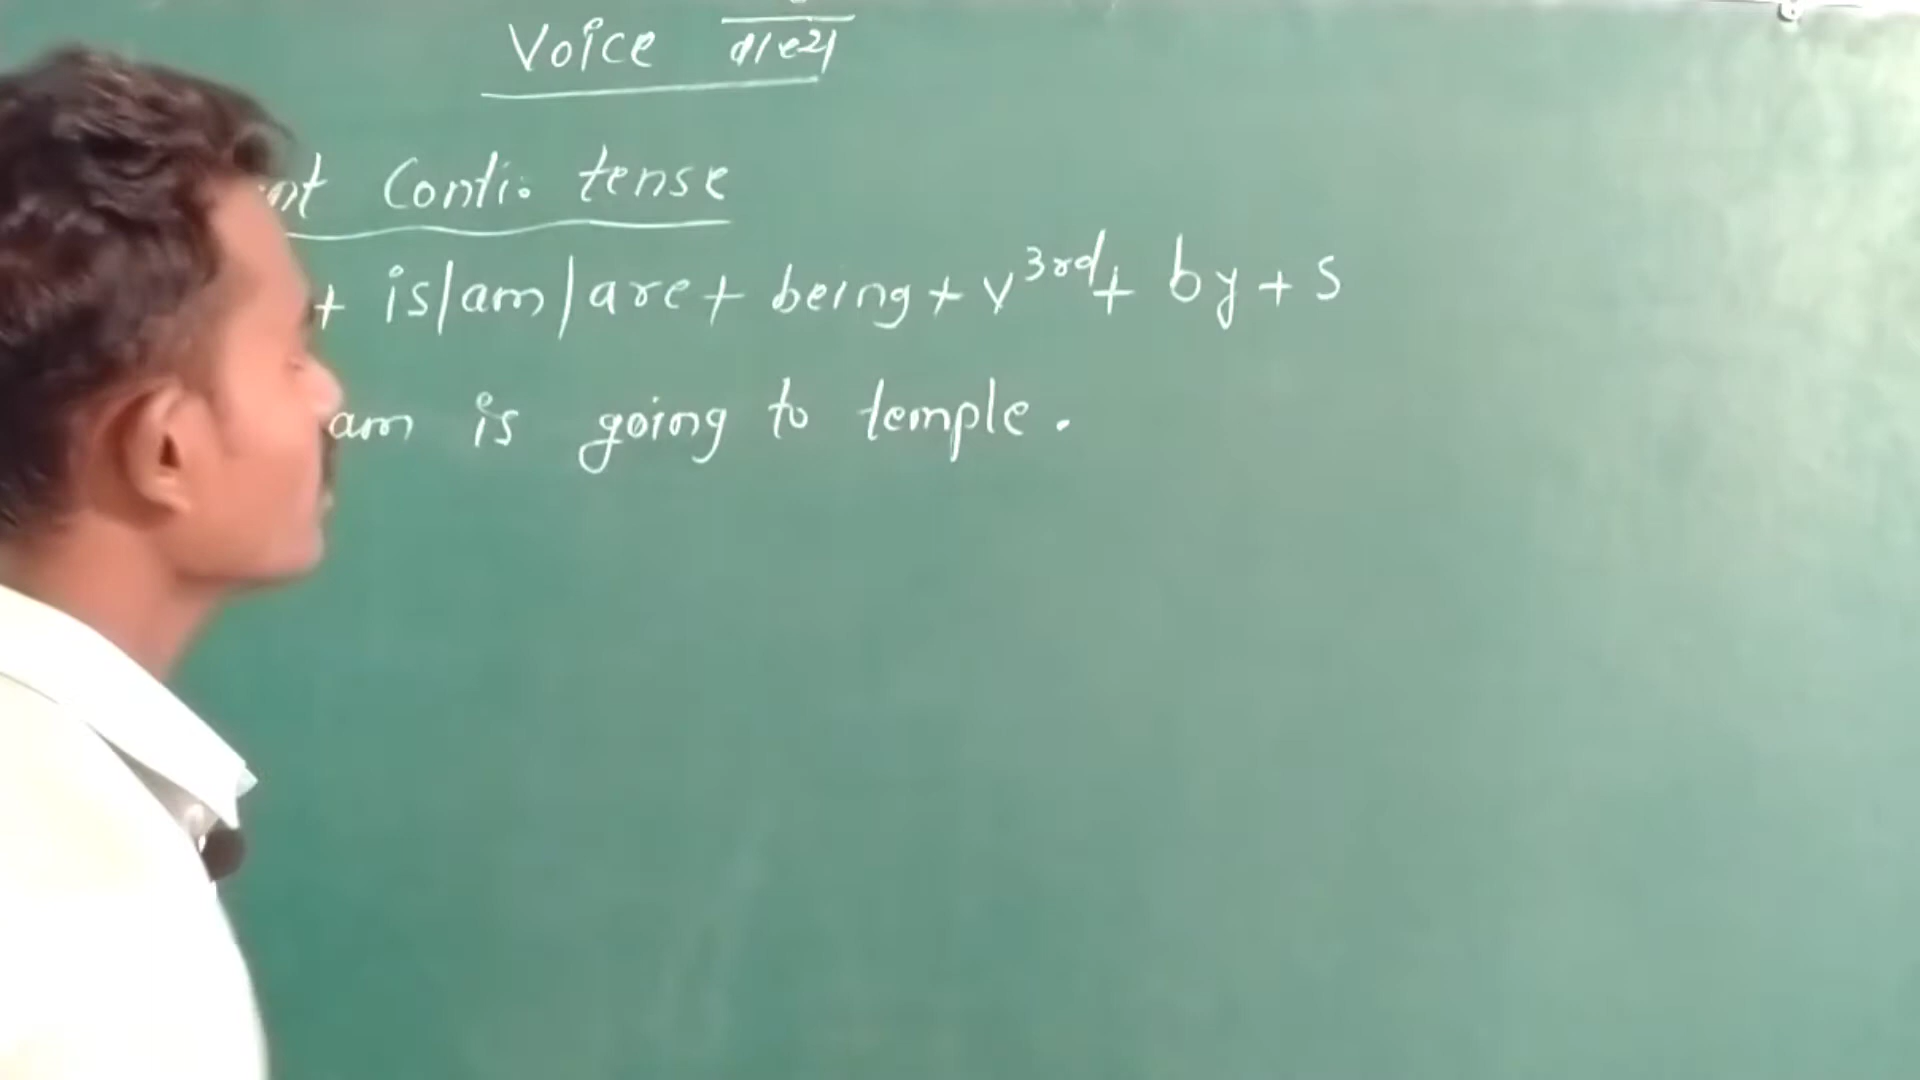 Voice वाच्य
nt Conti. tense
+ is/am/are + being + v3rd + by + s
am is going to temple.